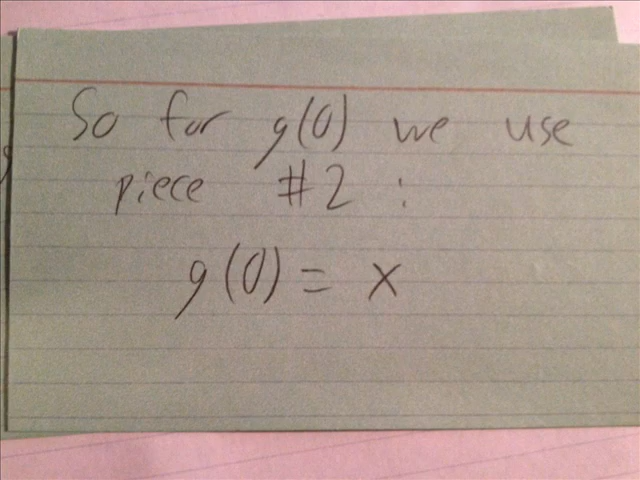 So for g(0) we use
piece #2 :
g(0) = x